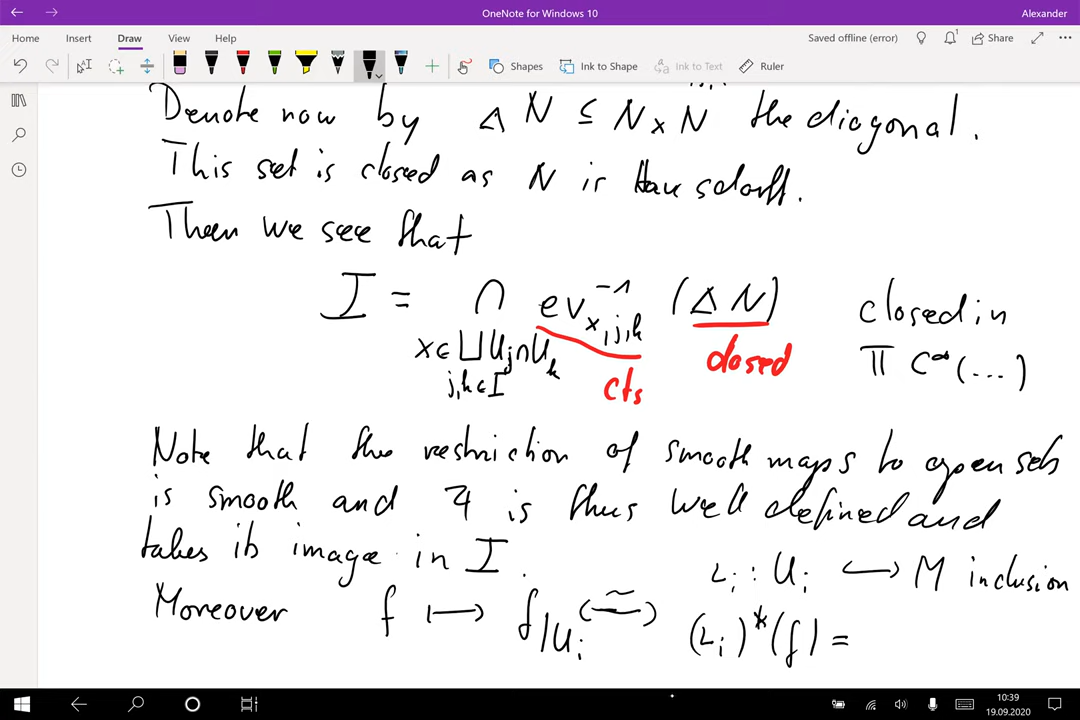 OneNote for Windows 10
Alexander
Home Insert Draw View Help
Saved offline (error)
Share
Shapes
Ink to Shape
Ink to Text
Ruler
Denote now by Δ N ⊆ N × N the diagonal.
This set is closed as N is Hausdorff.
Then we see that
I = ∩ ev⁻¹ x,j,k (Δ N) closed in
x ∈ ⊔ Uj ∩ Uk cts closed ∏ C∞(...)
j,k ∈ I
Note that the restriction of smooth maps to open sets
is smooth and Ψ is thus well defined and
takes its image in I.
ιi : Ui ↪ M inclusion
Moreover f ↦ f|Ui (ιi)*(f) =
10:39
19.09.2020